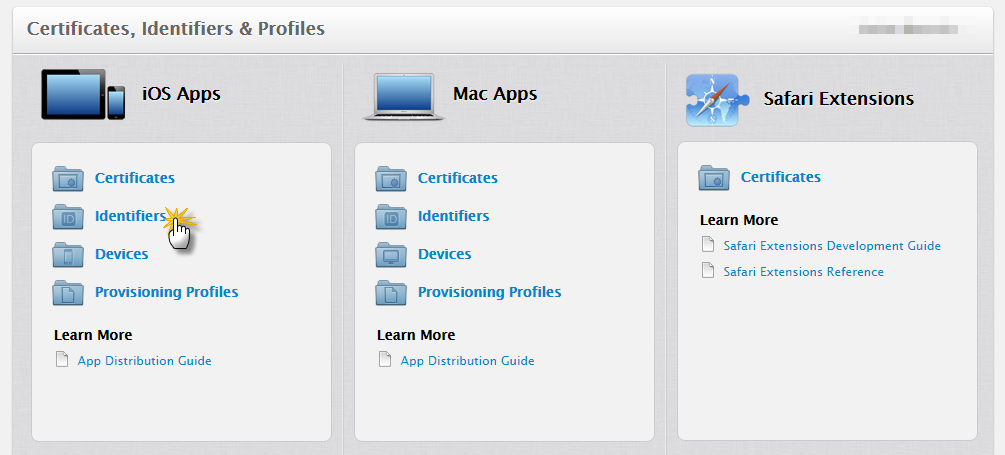 Certificates, Identifiers & Profiles
iOS Apps
Certificates
Identifiers
Devices
Provisioning Profiles
Learn More
App Distribution Guide
Mac Apps
Certificates
Identifiers
Devices
Provisioning Profiles
Learn More
App Distribution Guide
Safari Extensions
Certificates
Learn More
Safari Extensions Development Guide
Safari Extensions Reference